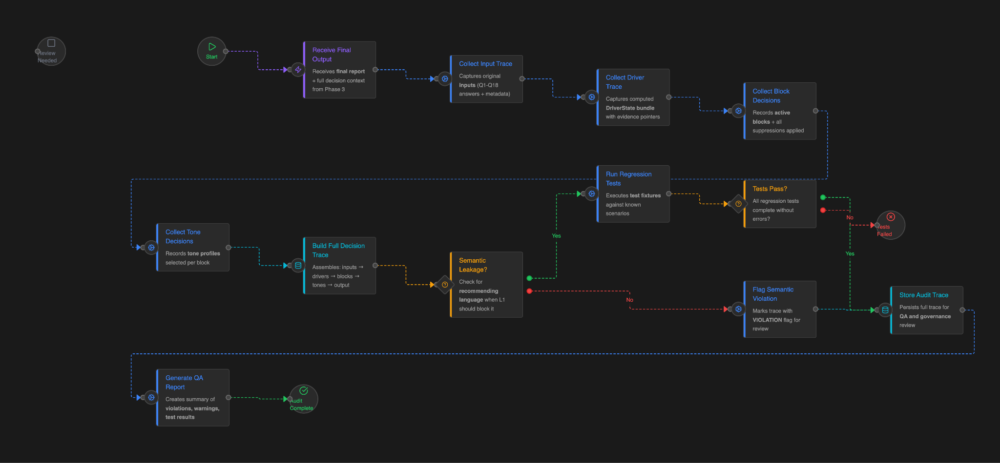 Review
Needed
Start
Receive Final
Output
Receives final report
+ full decision context
from Phase 3
Collect Input Trace
Captures original
inputs (Q1-Q18
answers + metadata)
Collect Driver
Trace
Captures computed
DriverState bundle
with evidence pointers
Collect Block
Decisions
Records active
blocks + all
suppressions applied
Run Regression
Tests
Executes test fixtures
against known
scenarios
Tests Pass?
All regression tests
complete without
errors?
No
Tests
Failed
Yes
Collect Tone
Decisions
Records tone profiles
selected per block
Build Full Decision
Trace
Assembles: inputs →
drivers → blocks →
tones → output
Semantic
Leakage?
Check for
recommending
language when L1
should block it
Yes
No
Flag Semantic
Violation
Marks trace with
VIOLATION flag for
review
Store Audit Trace
Persists full trace for
QA and governance
review
Generate QA
Report
Creates summary of
violations, warnings,
test results
Audit
Complete